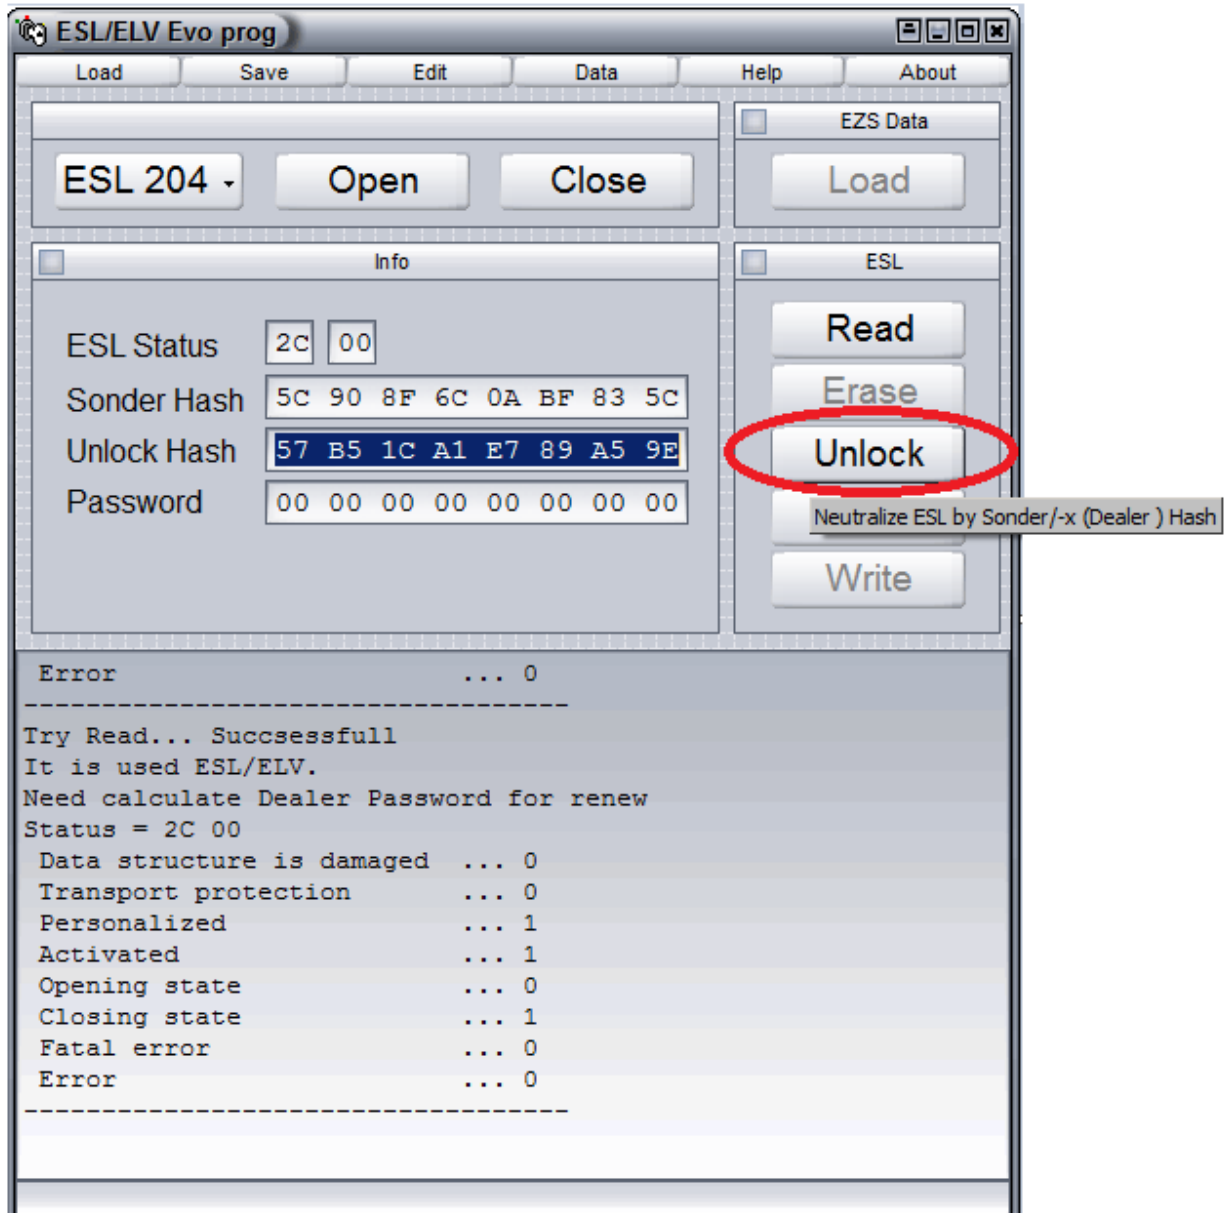 ESL/ELV Evo prog
Load Save Edit Data Help About
EZS Data
ESL 204 Open Close Load
Info ESL
ESL Status 2C 00
Sonder Hash 5C 90 8F 6C 0A BF 83 5C
Unlock Hash 57 B5 1C A1 E7 89 A5 9E
Password 00 00 00 00 00 00 00 00
Read
Erase
Unlock
Neutralize ESL by Sonder/-x (Dealer ) Hash
Write
Error ... 0
-----------------------------------
Try Read... Succsessfull
It is used ESL/ELV.
Need calculate Dealer Password for renew
Status = 2C 00
Data structure is damaged ... 0
Transport protection ... 0
Personalized ... 1
Activated ... 1
Opening state ... 0
Closing state ... 1
Fatal error ... 0
Error ... 0
-----------------------------------